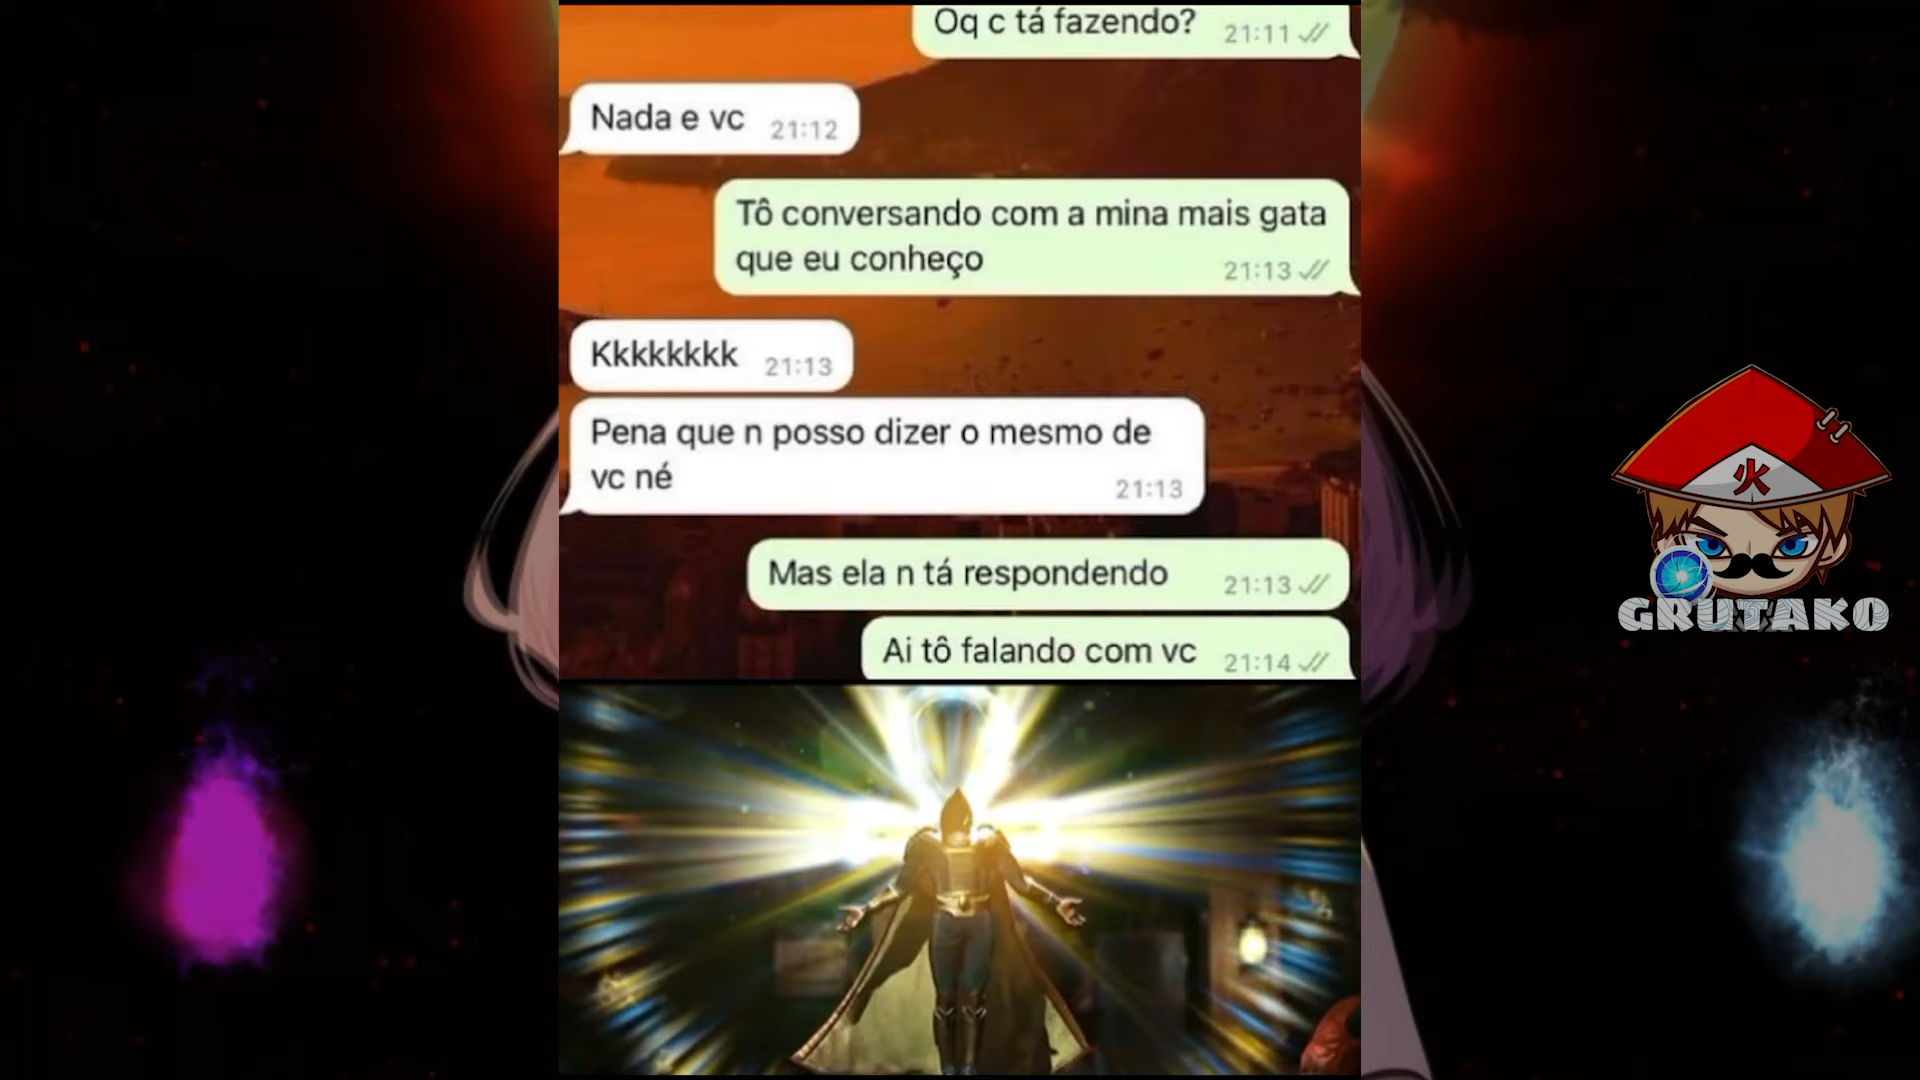 Oq c tá fazendo? 21:11
Nada e vc 21:12
Tô conversando com a mina mais gata
que eu conheço 21:13
Kkkkkkkk 21:13
Pena que n posso dizer o mesmo de
vc né 21:13
Mas ela n tá respondendo 21:13
Ai tô falando com vc 21:14
火
GRUTAKO